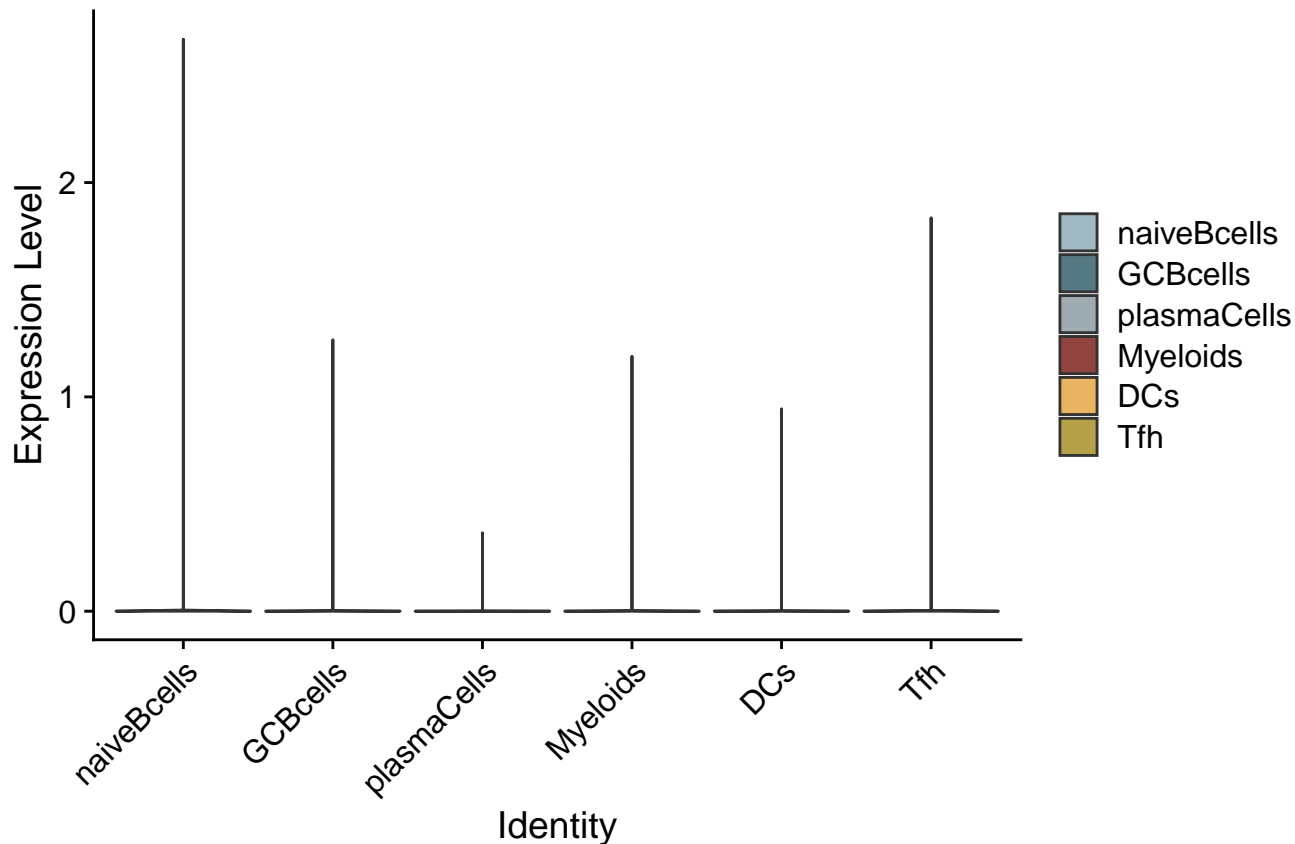 Expression Level
2
1
0
naiveBcells
GCBcells
plasmaCells
Myeloids
DCs
Tfh
Identity
naiveBcells
GCBcells
plasmaCells
Myeloids
DCs
Tfh